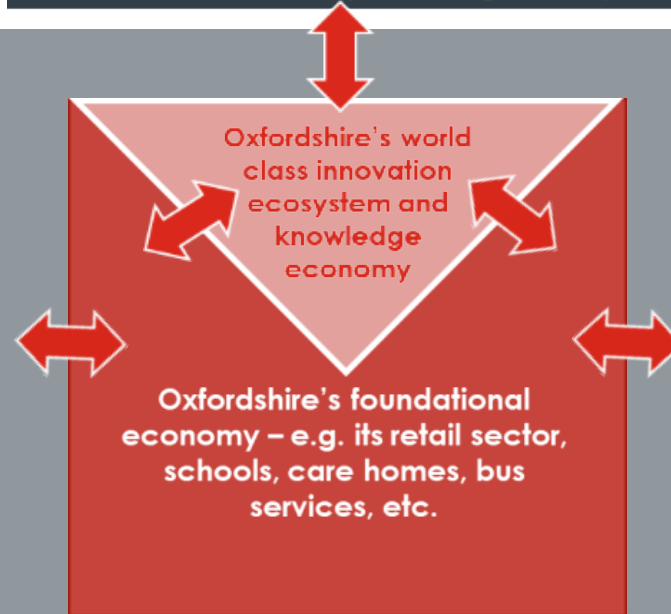 Oxfordshire's world
class innovation
ecosystem and
knowledge
economy
Oxfordshire's foundational
economy – e.g. its retail sector,
schools, care homes, bus
services, etc.